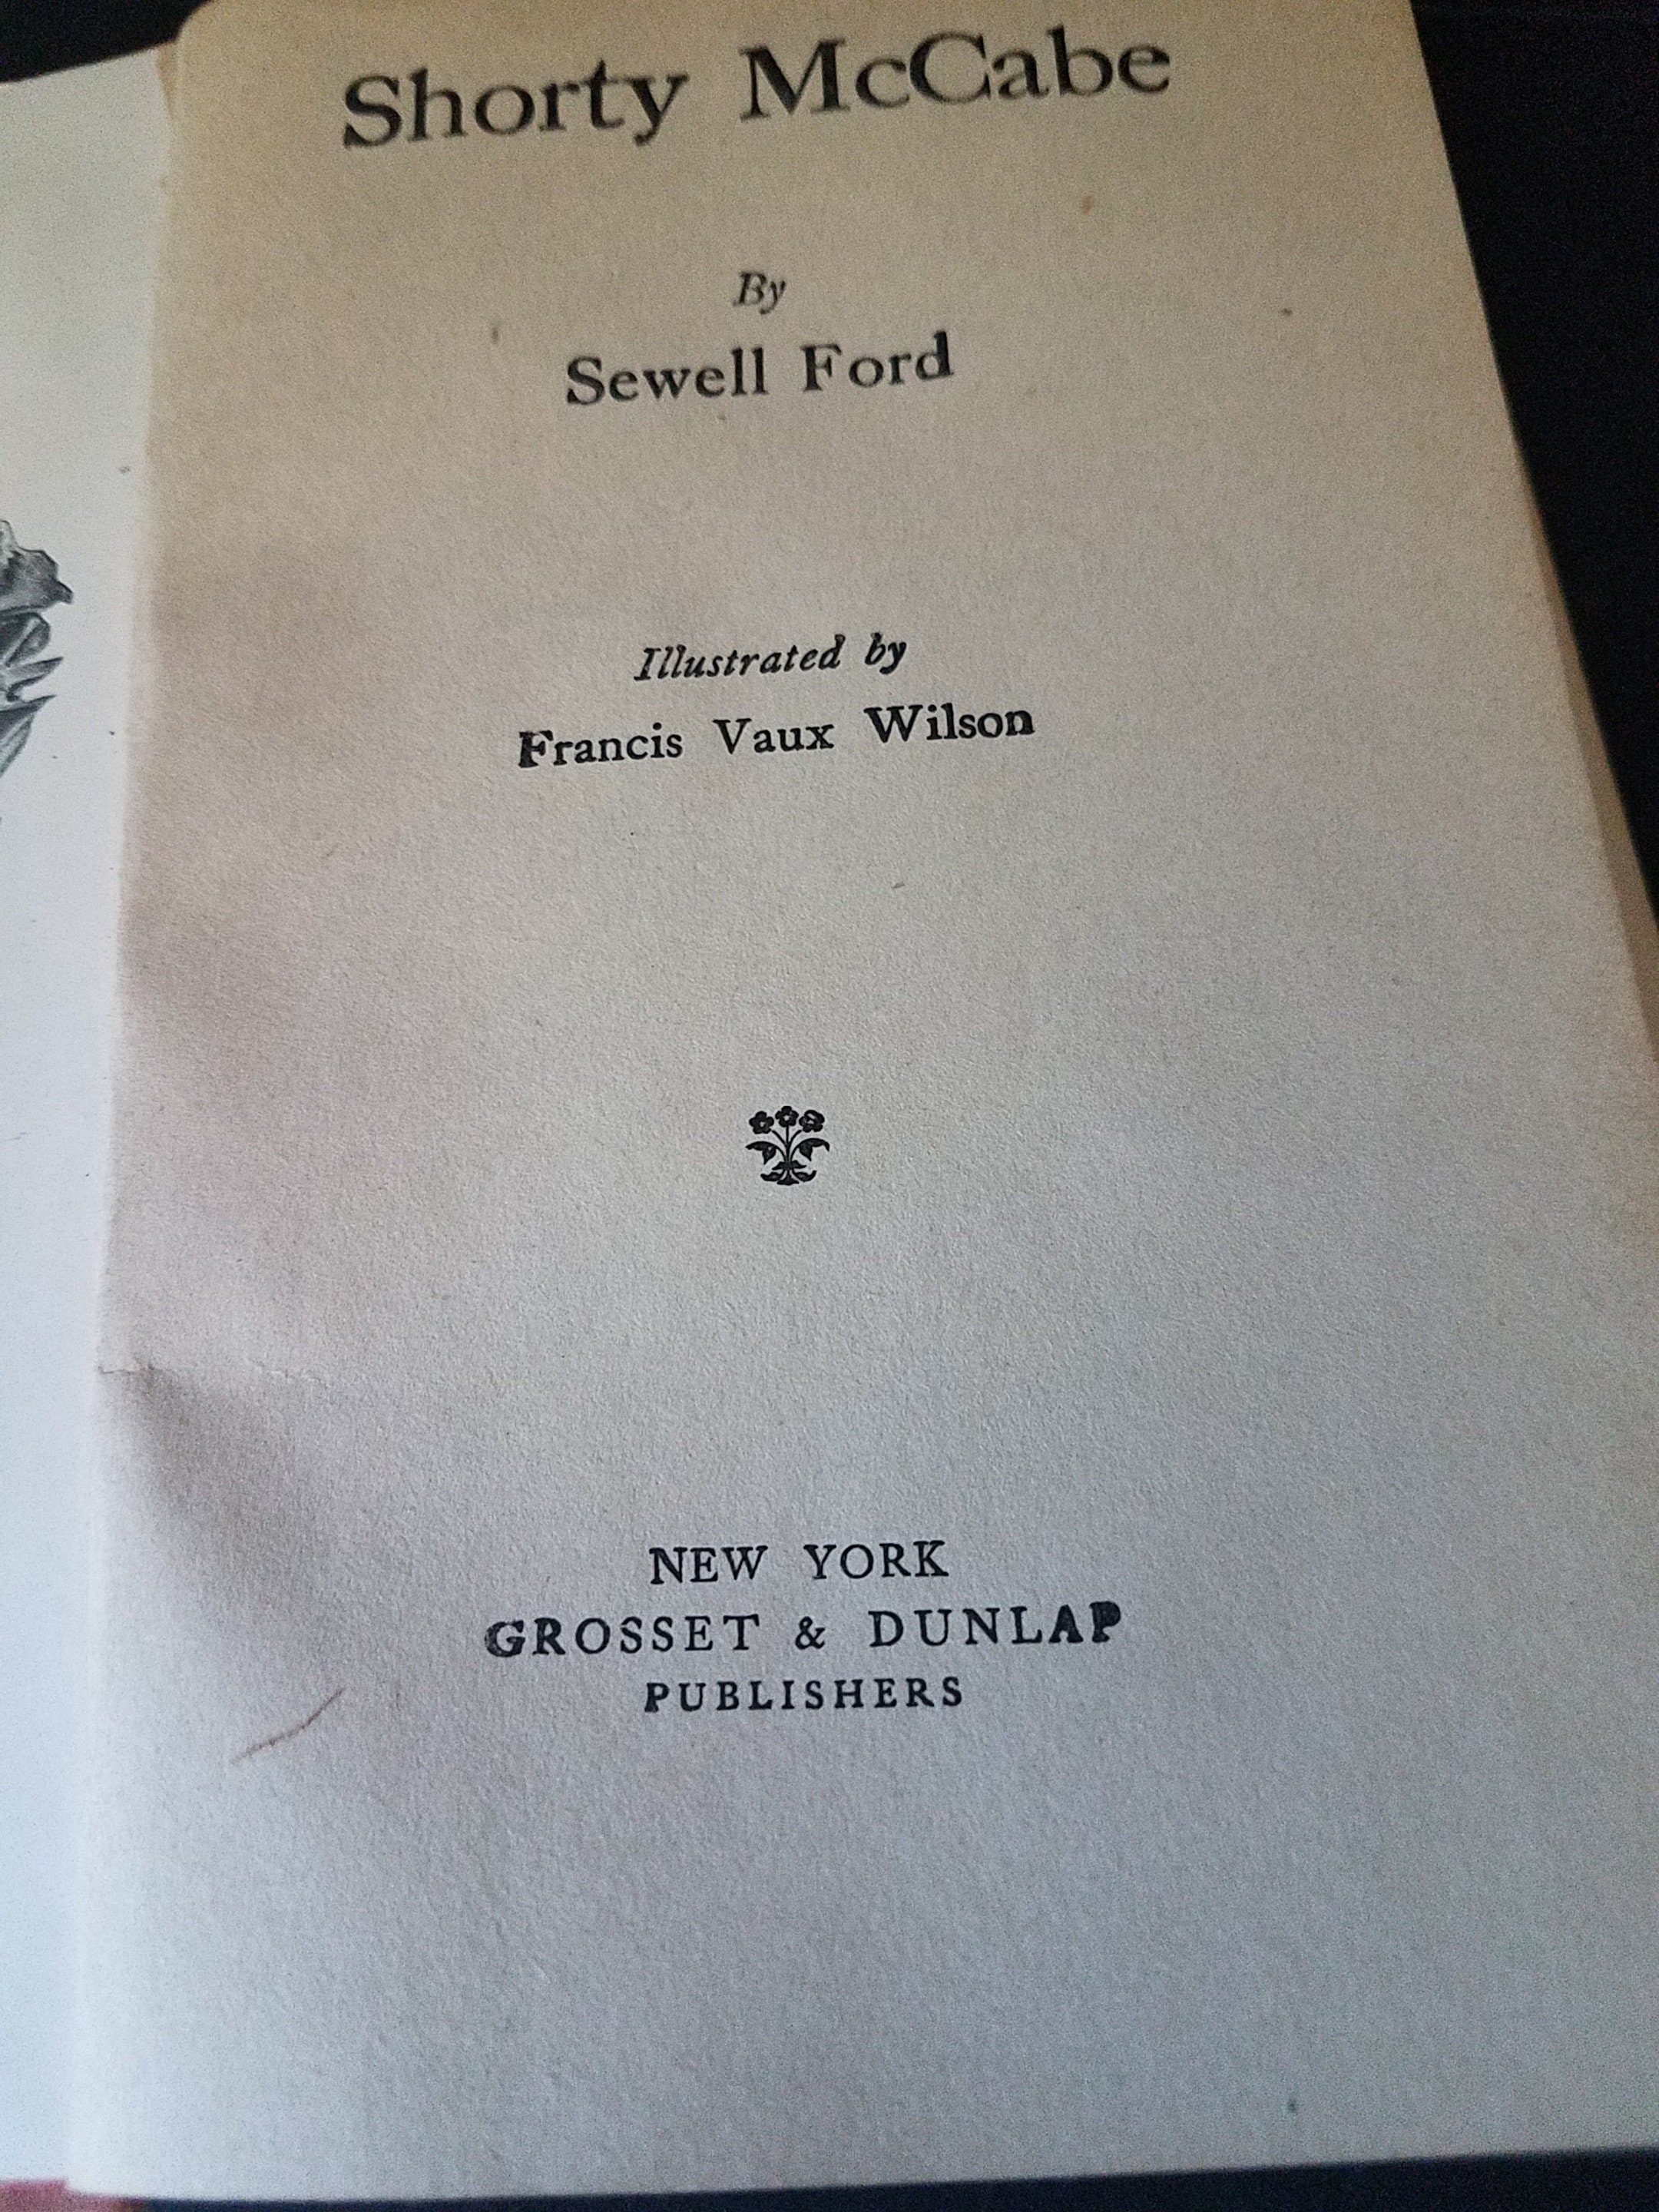 Shorty McCabe
By
Sewell Ford
Illustrated by
Francis Vaux Wilson
NEW YORK
GROSSET & DUNLAP
PUBLISHERS